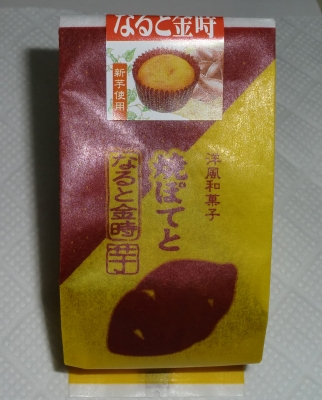 なると金時
新芋使用
洋風和菓子
焼ぽてと
なると金時
芋